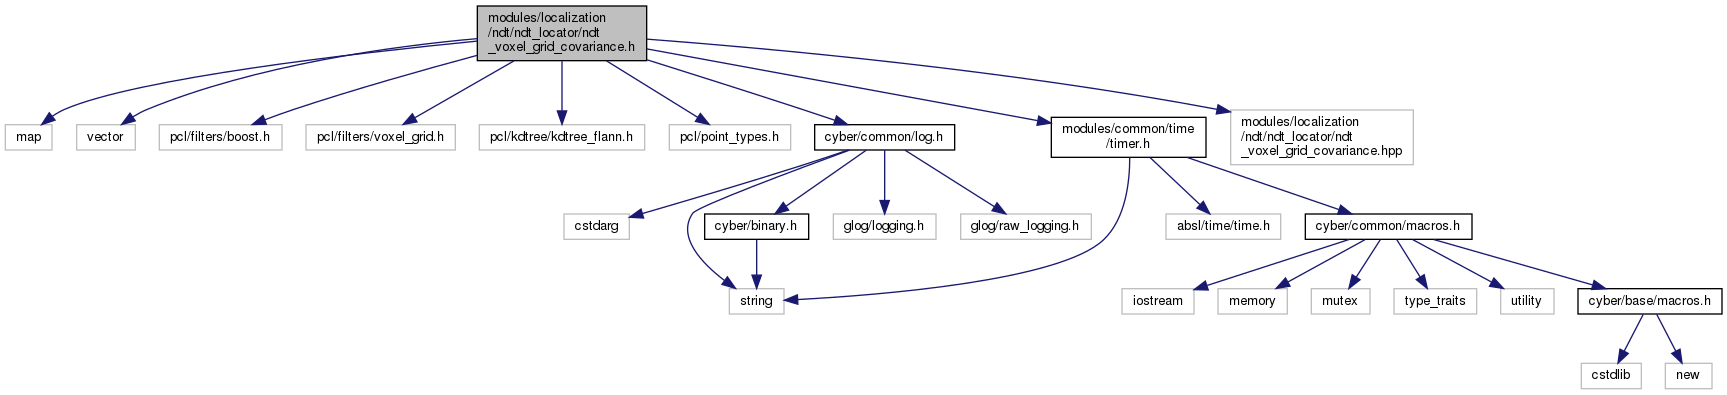 modules/localization
/ndt/ndt_locator/ndt
_voxel_grid_covariance.h
map
vector
pcl/filters/boost.h
pcl/filters/voxel_grid.h
pcl/kdtree/kdtree_flann.h
pcl/point_types.h
cyber/common/log.h
modules/common/time
/timer.h
modules/localization
/ndt/ndt_locator/ndt
_voxel_grid_covariance.hpp
cstdarg
cyber/binary.h
glog/logging.h
glog/raw_logging.h
absl/time/time.h
cyber/common/macros.h
string
iostream
memory
mutex
type_traits
utility
cyber/base/macros.h
cstdlib
new